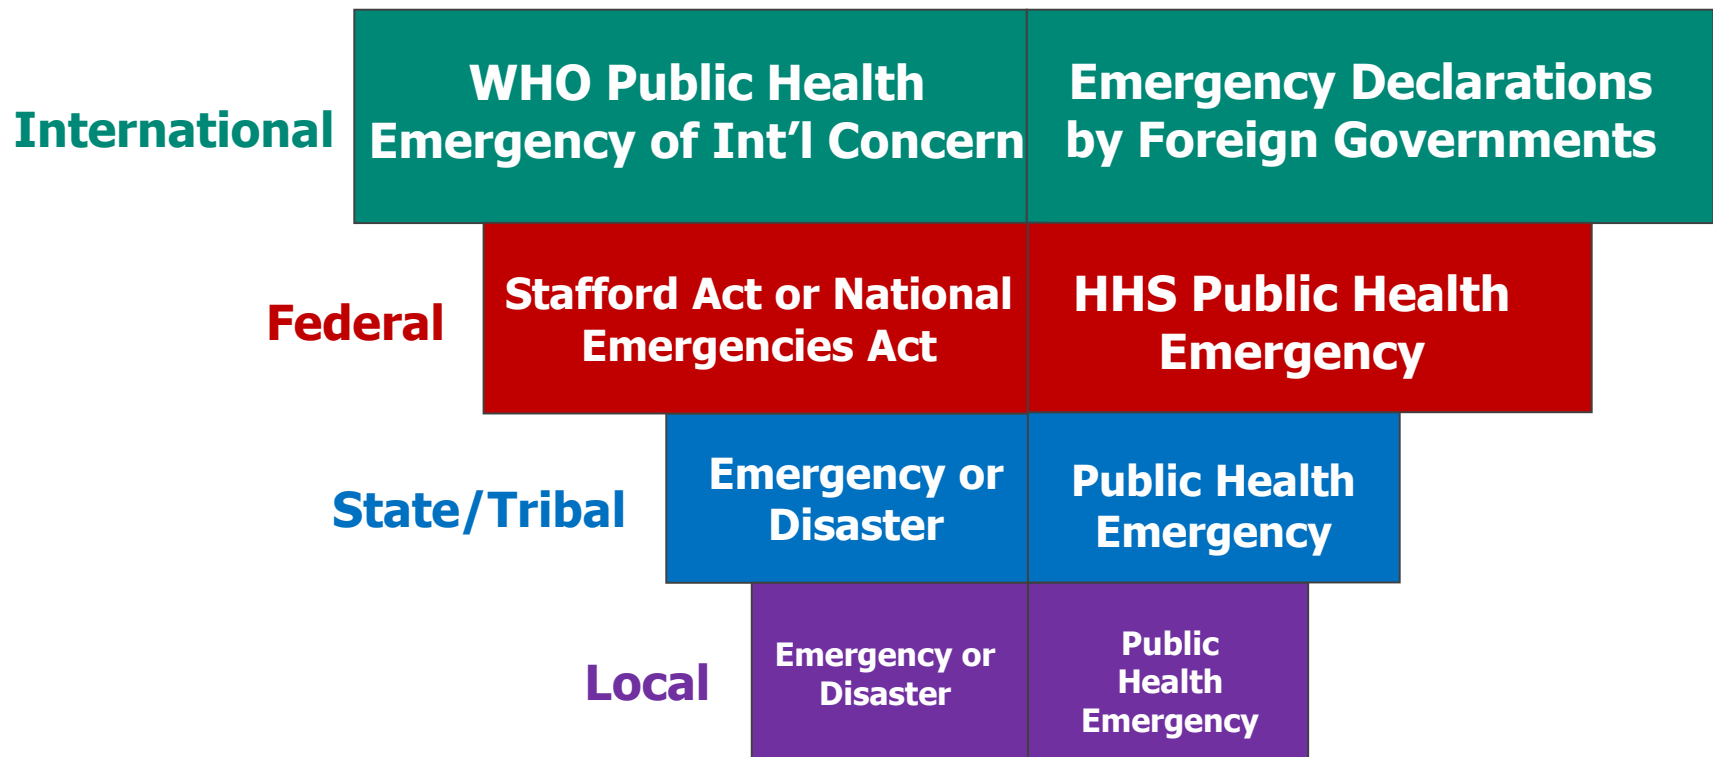 International
WHO Public Health
Emergency of Int’l Concern
Emergency Declarations
by Foreign Governments
Federal
Stafford Act or National
Emergencies Act
HHS Public Health
Emergency
State/Tribal
Emergency or
Disaster
Public Health
Emergency
Local
Emergency or
Disaster
Public
Health
Emergency